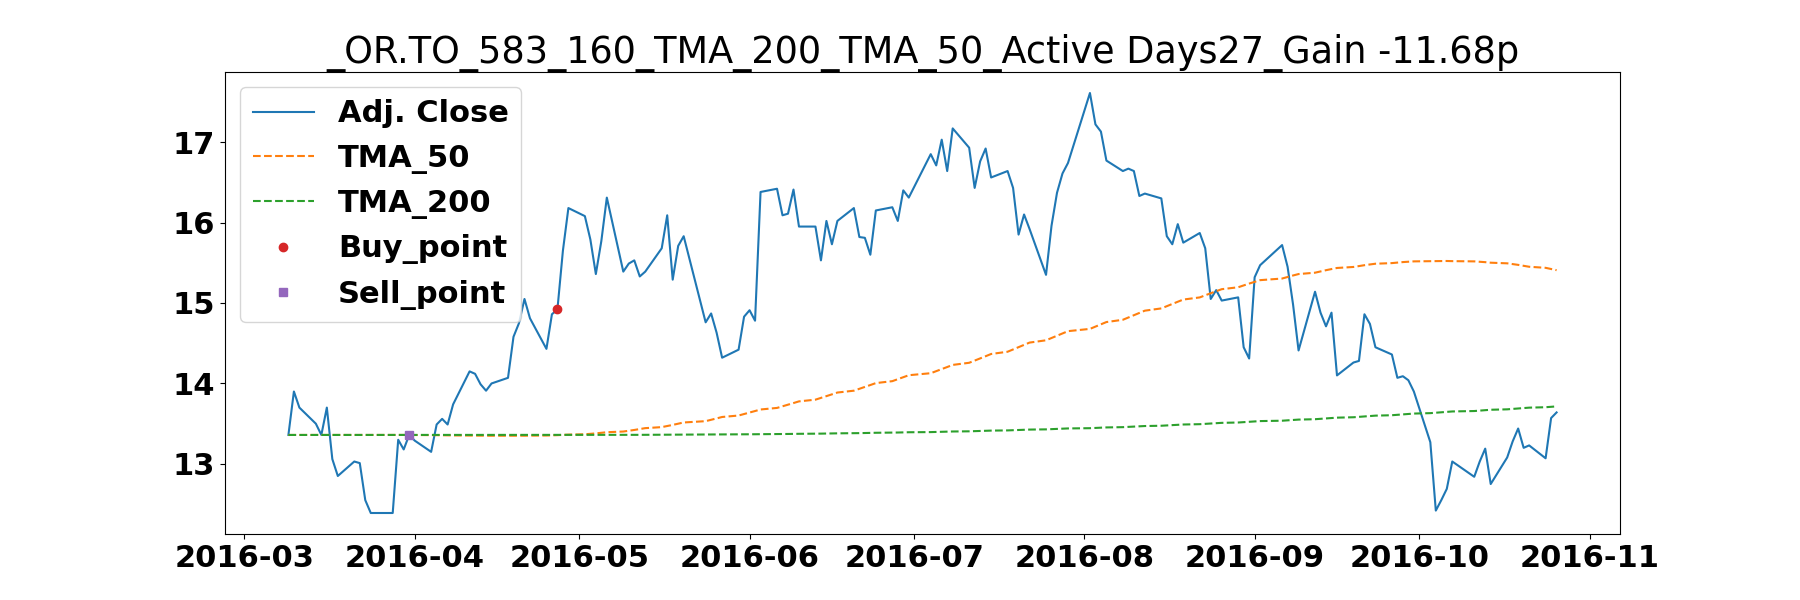 _OR.TO_583_160_TMA_200_TMA_50_Active Days27_Gain -11.68p
Adj. Close
TMA_50
TMA_200
Buy_point
Sell_point
17
16
15
14
13
2016-03 2016-04 2016-05 2016-06 2016-07 2016-08 2016-09 2016-10 2016-11